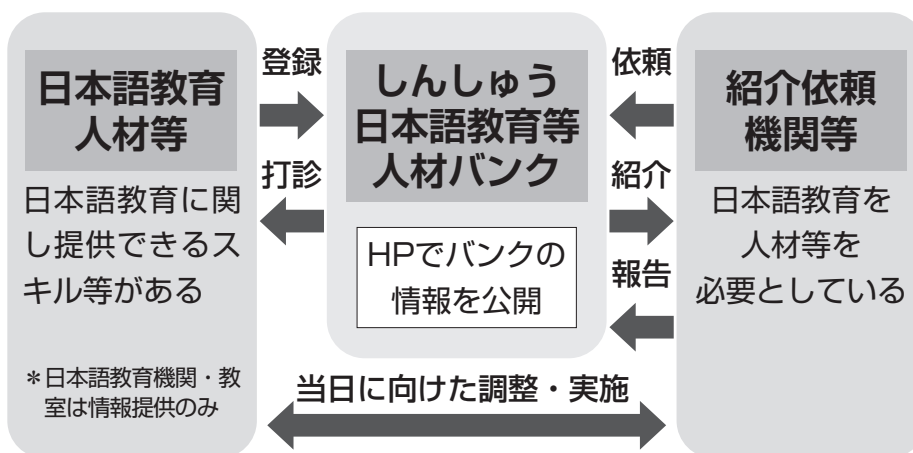 日本語教育
人材等
日本語教育に関
し提供できるス
キル等がある
＊日本語教育機関・教
室は情報提供のみ
登録
打診
しんしゅう
日本語教育等
人材バンク
HPでバンクの
情報を公開
依頼
紹介
報告
紹介依頼
機関等
日本語教育を
人材等を
必要としている
当日に向けた調整・実施